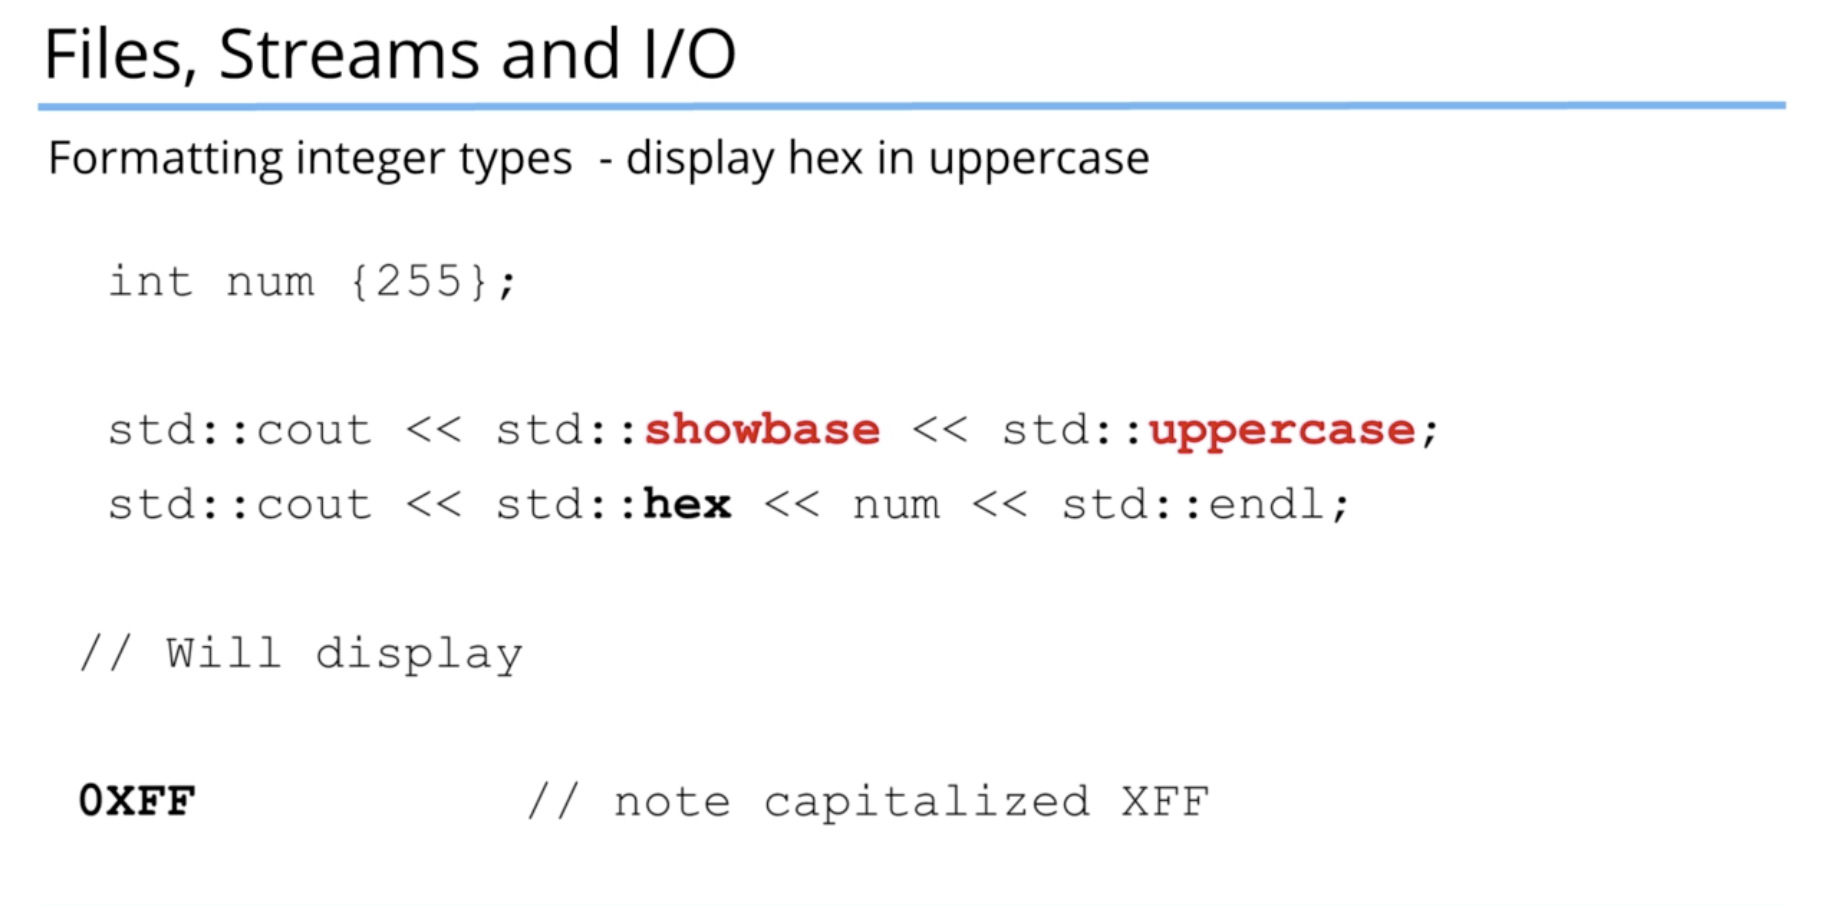 Files, Streams and I/O
Formatting integer types - display hex in uppercase
int num {255};
std::cout << std::showbase << std::uppercase;
std::cout << std::hex << num << std::endl;
// Will display
0XFF // note capitalized XFF